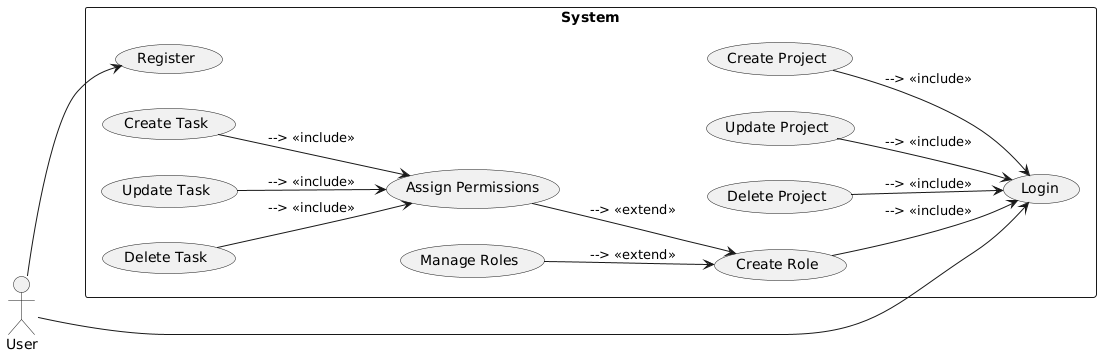 System
Register
Create Project
--> «include»
Create Task
Update Project
--> «include»
--> «include»
Update Task
--> «include»
Assign Permissions
Delete Project
--> «include»
Login
--> «include»
--> «extend»
--> «include»
Delete Task
Manage Roles
--> «extend»
Create Role
User